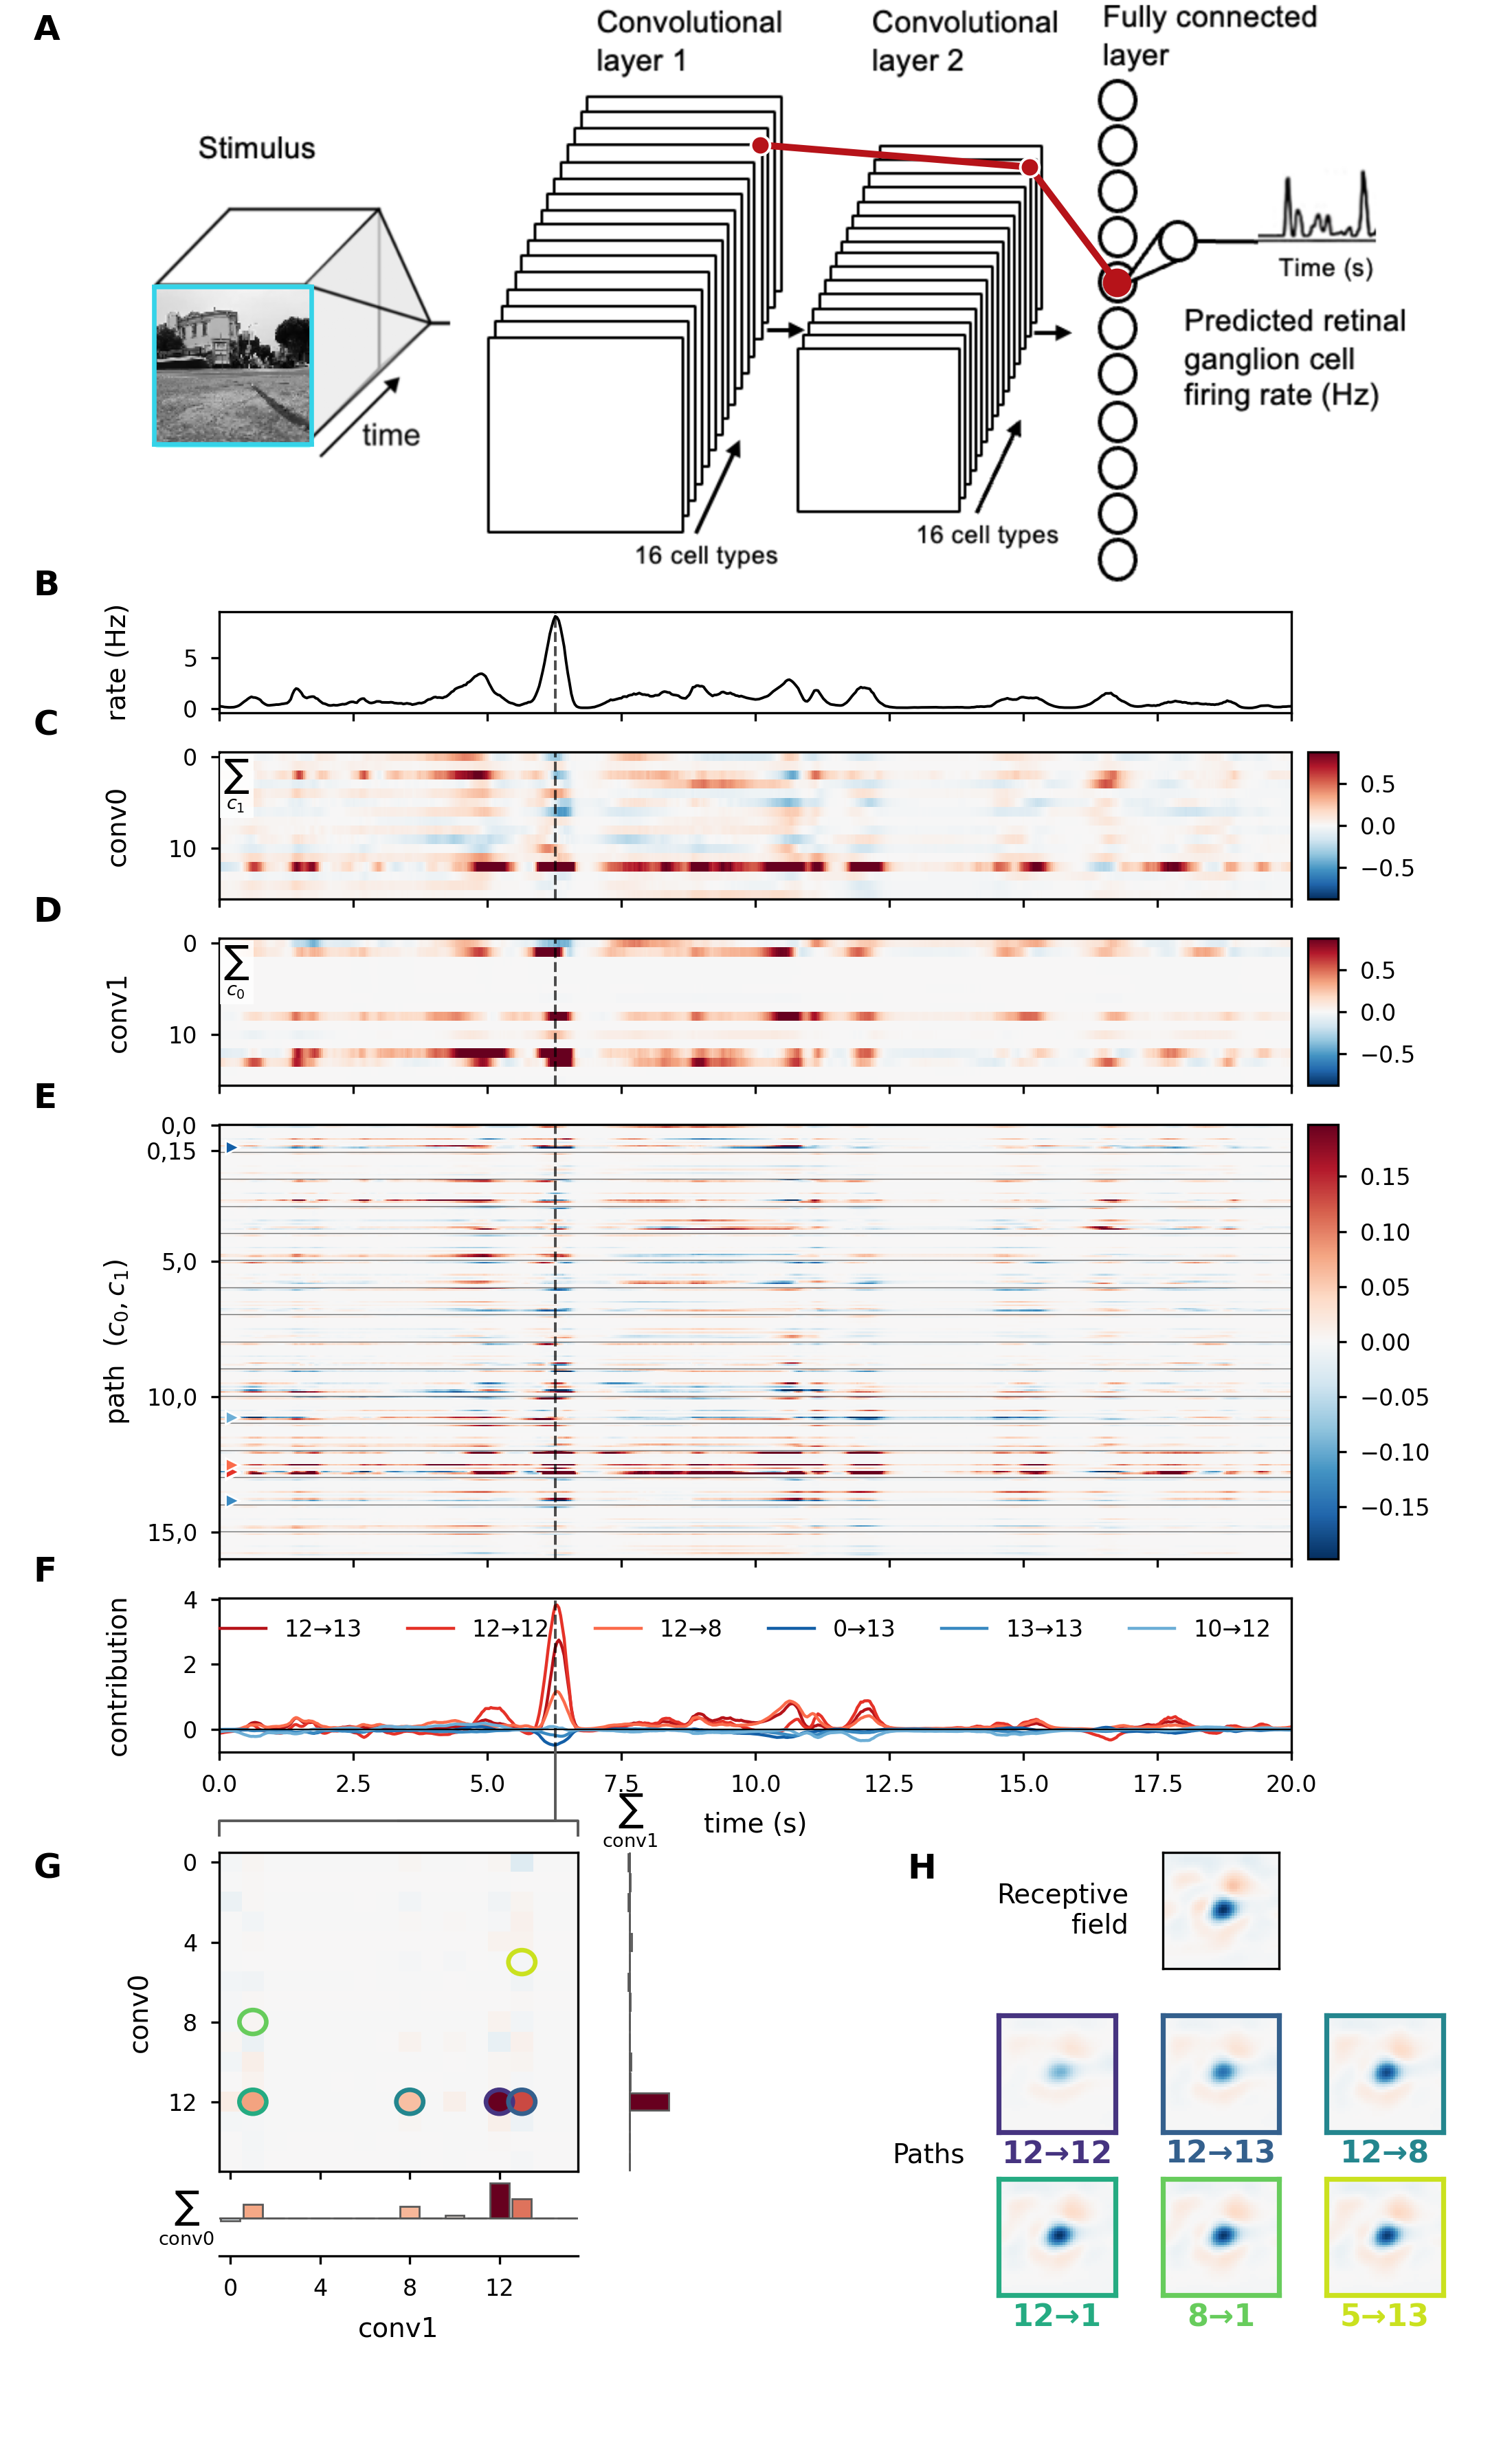 A
Convolutional
layer 1
Convolutional
layer 2
Fully connected
layer
Stimulus
time
16 cell types
16 cell types
Time (s)
Predicted retinal
ganglion cell
firing rate (Hz)
B
rate (Hz)
5
0
C
conv0
0
10
∑
c₁
0.5
0.0
−0.5
D
conv1
0
10
∑
c₀
0.5
0.0
−0.5
E
path (c₀, c₁)
0,0
0,15
5,0
10,0
15,0
0.15
0.10
0.05
0.00
−0.05
−0.10
−0.15
F
contribution
4
2
0
12→13 12→12 12→8 0→13 13→13 10→12
0.0 2.5 5.0 7.5 10.0 12.5 15.0 17.5 20.0
time (s)
∑
conv1
G
conv0
0
4
8
12
∑
conv0
0 4 8 12
conv1
H
Receptive
field
Paths
12→12 12→13 12→8
12→1 8→1 5→13